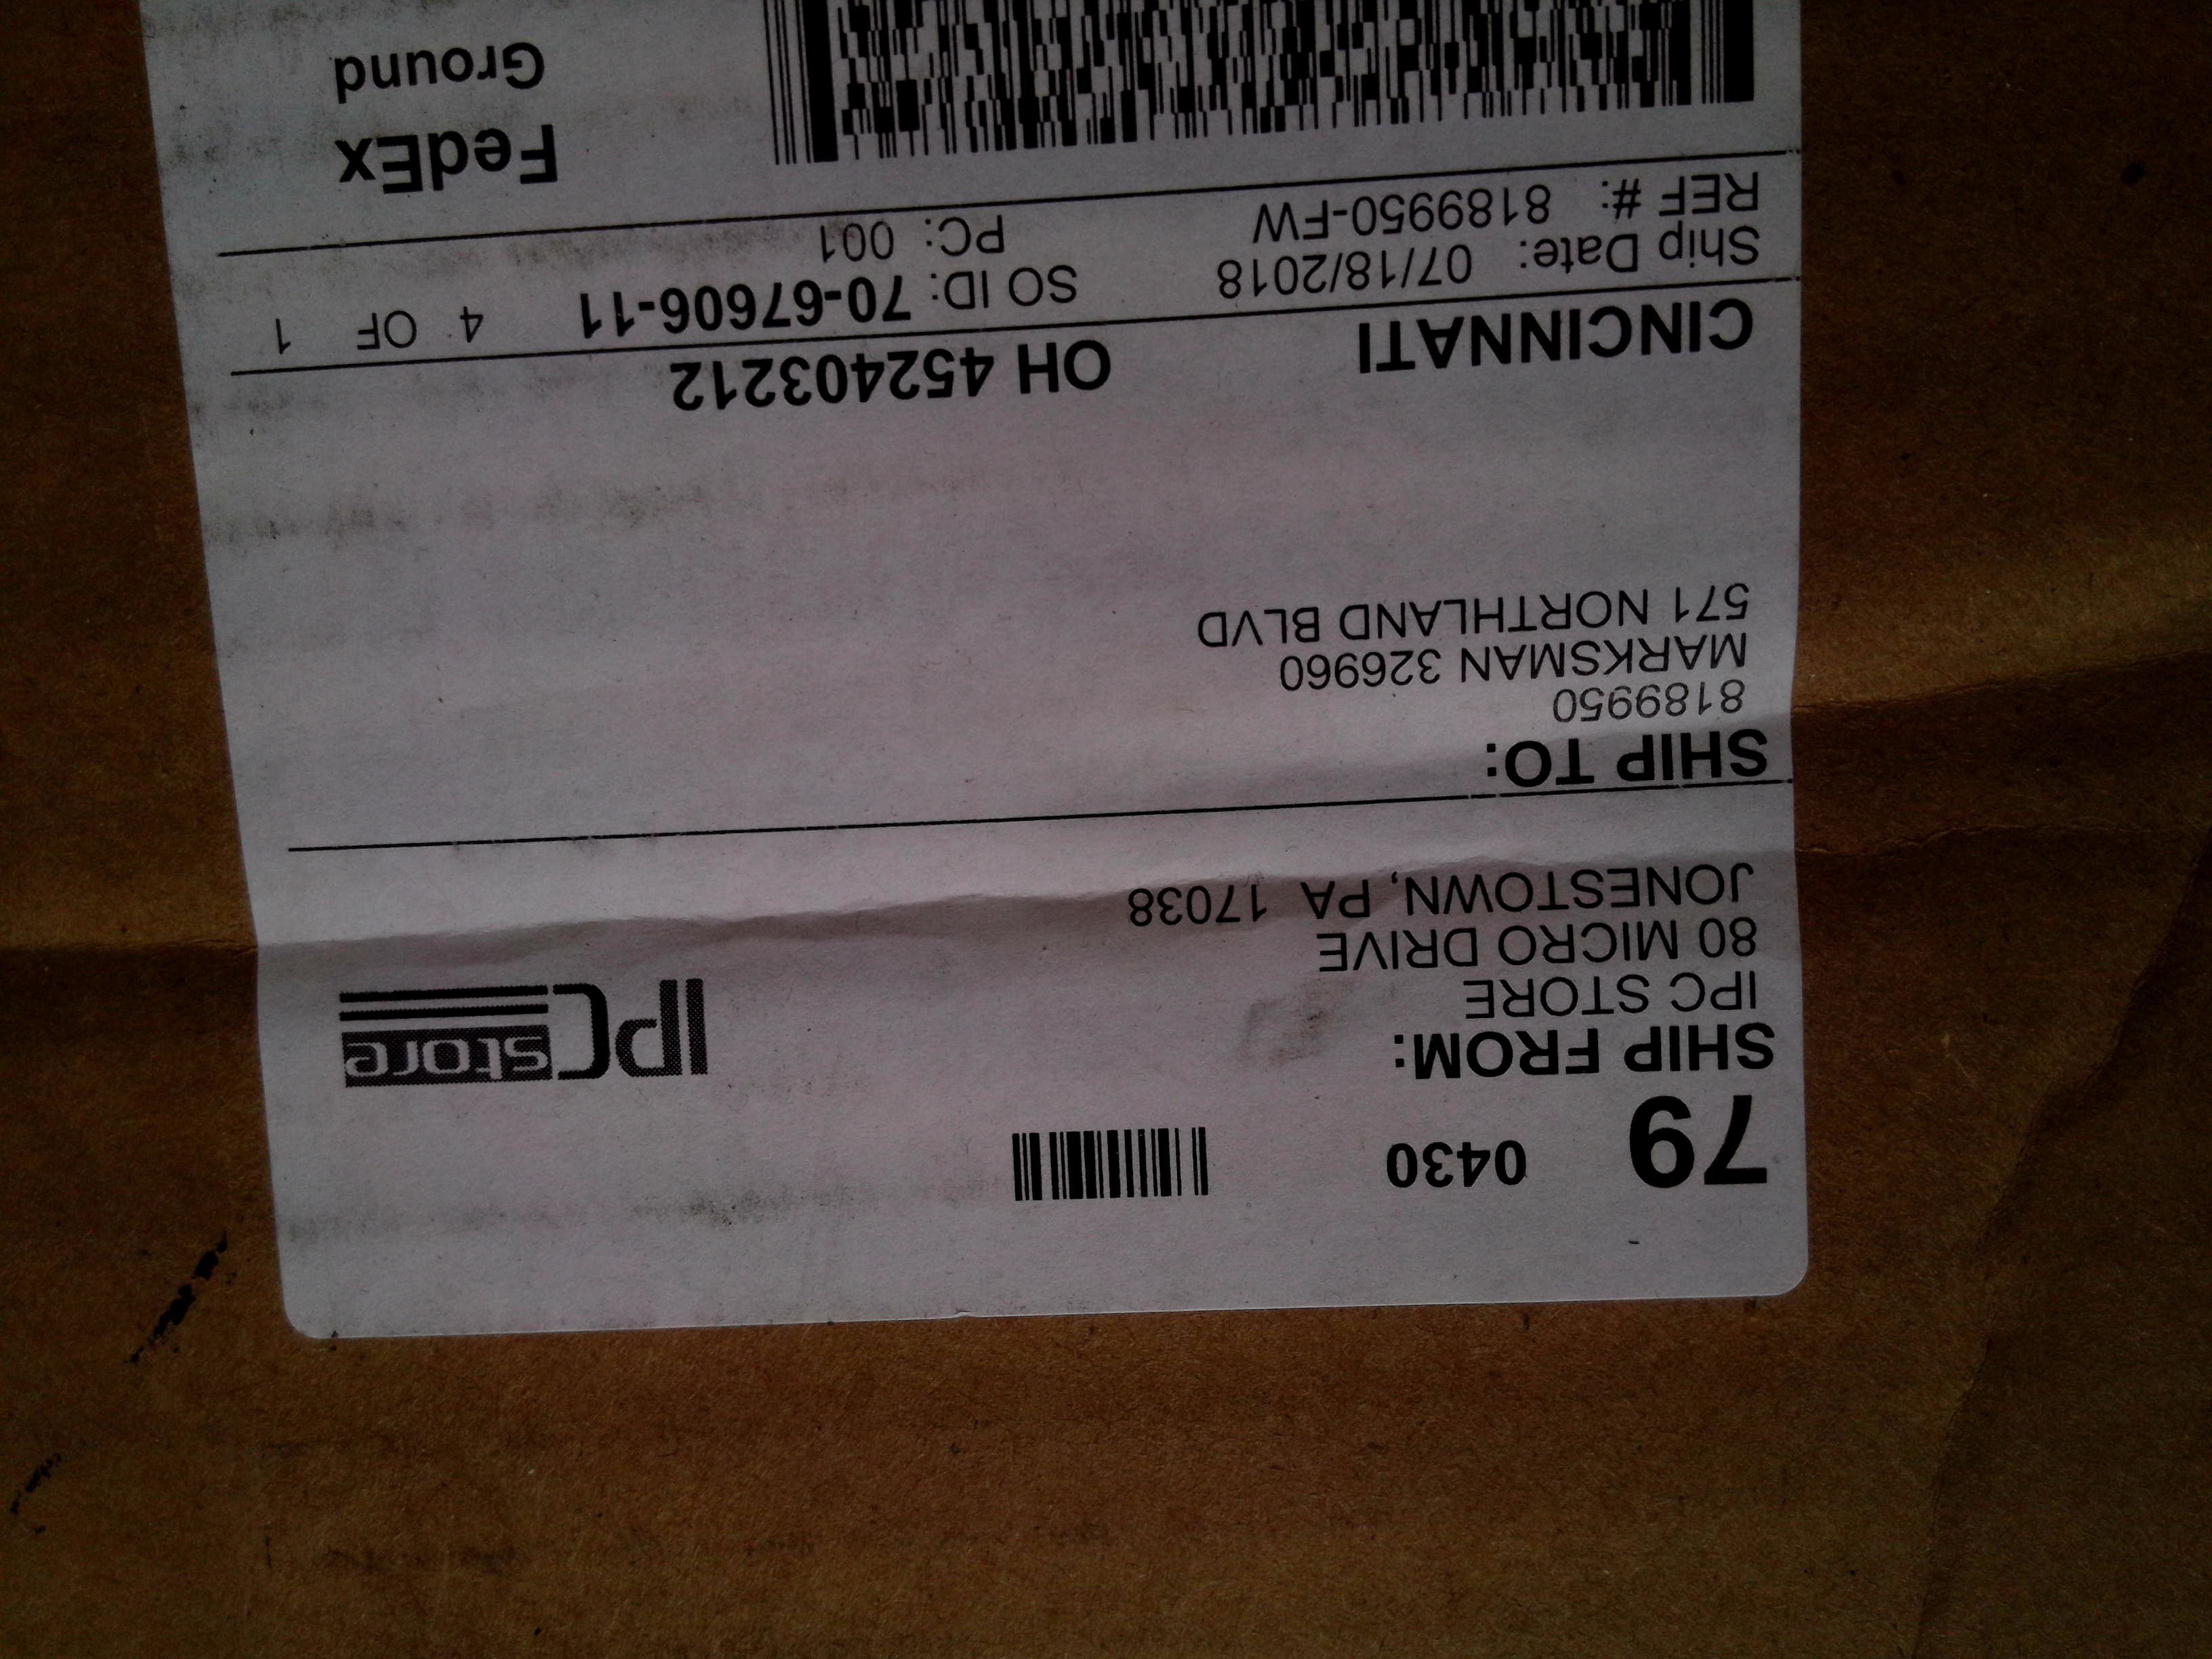 79 0430
SHIP FROM:
IPC STORE
80 MICRO DRIVE
JONESTOWN, PA 17038
IPC store
SHIP TO:
8189950
MARKSMAN 326960
571 NORTHLAND BLVD
CINCINNATI OH 452403212
Ship Date: 07/18/2018 SO ID: 70-67606-11 4 OF 1
REF #: 8189950-FW PC: 001
FedEx
Ground